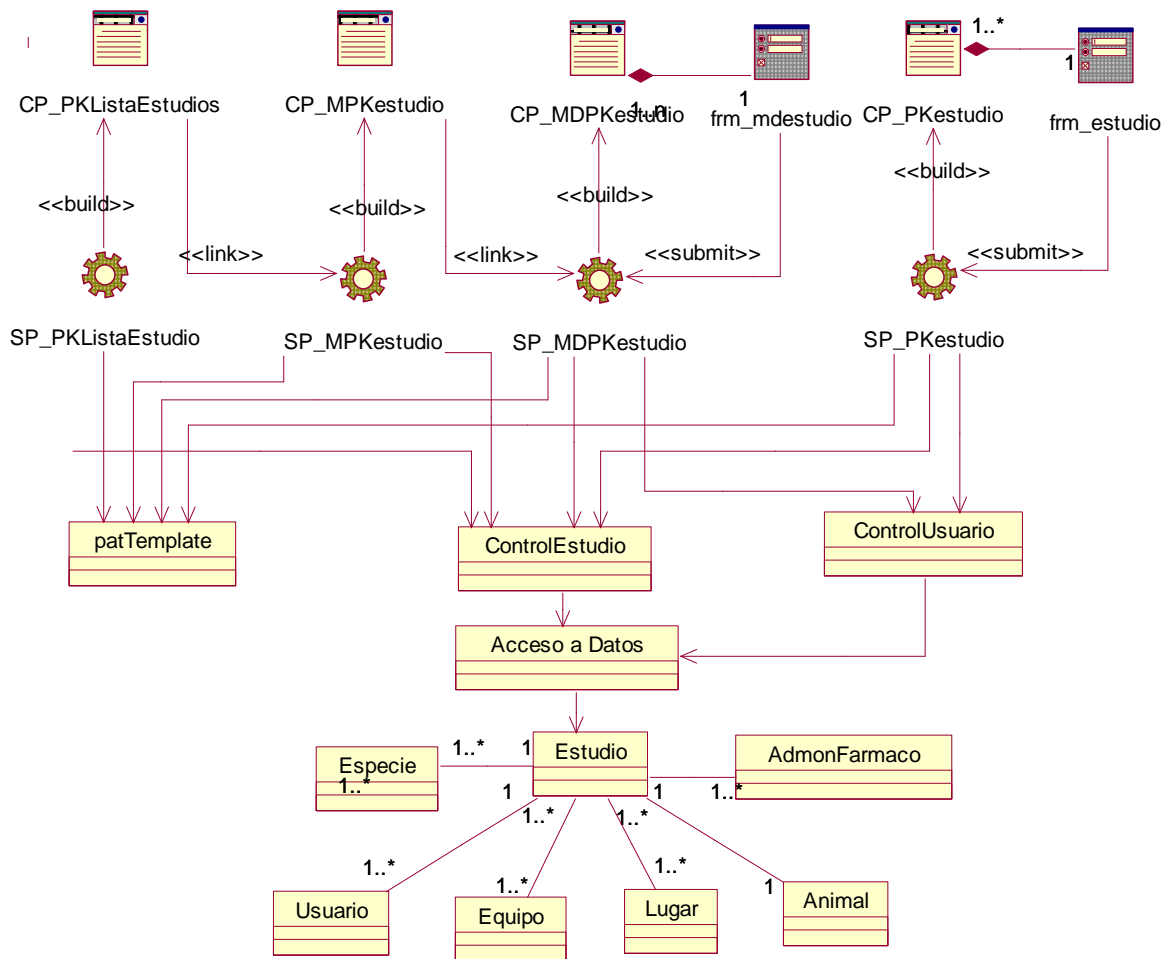 1..*
1
CP_PKListaEstudios
CP_MPKestudio
CP_MDPKestudio
1..n
1
frm_mdestudio
CP_PKestudio
frm_estudio
<<build>>
<<build>>
<<build>>
<<build>>
<<link>>
<<link>>
<<submit>>
<<submit>>
SP_PKListaEstudio
SP_MPKestudio
SP_MDPKestudio
SP_PKestudio
patTemplate
ControlEstudio
ControlUsuario
Acceso a Datos
1..*
1
Estudio
AdmonFarmaco
Especie
1..*
1
1..*
1..*
1
1..*
1..*
1..*
1..*
1
Usuario
Equipo
Lugar
Animal